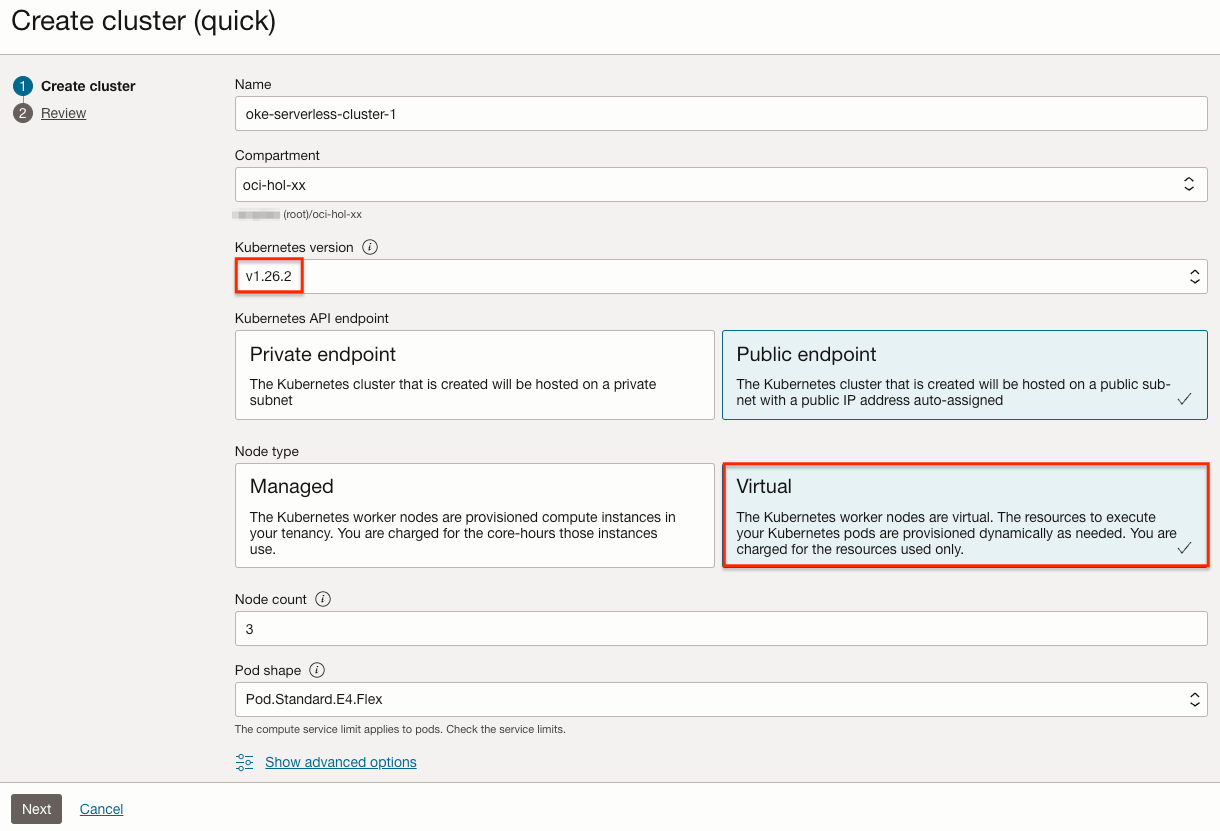 Create cluster (quick)
1 Create cluster
2 Review
Name
oke-serverless-cluster-1
Compartment
oci-hol-xx
(root)/oci-hol-xx
Kubernetes version i
v1.26.2
Kubernetes API endpoint
Private endpoint
The Kubernetes cluster that is created will be hosted on a private
subnet
Public endpoint
The Kubernetes cluster that is created will be hosted on a public sub-
net with a public IP address auto-assigned
Node type
Managed
The Kubernetes worker nodes are provisioned compute instances in
your tenancy. You are charged for the core-hours those instances
use.
Virtual
The Kubernetes worker nodes are virtual. The resources to execute
your Kubernetes pods are provisioned dynamically as needed. You are
charged for the resources used only.
Node count i
3
Pod shape i
Pod.Standard.E4.Flex
The compute service limit applies to pods. Check the service limits.
Show advanced options
Next
Cancel